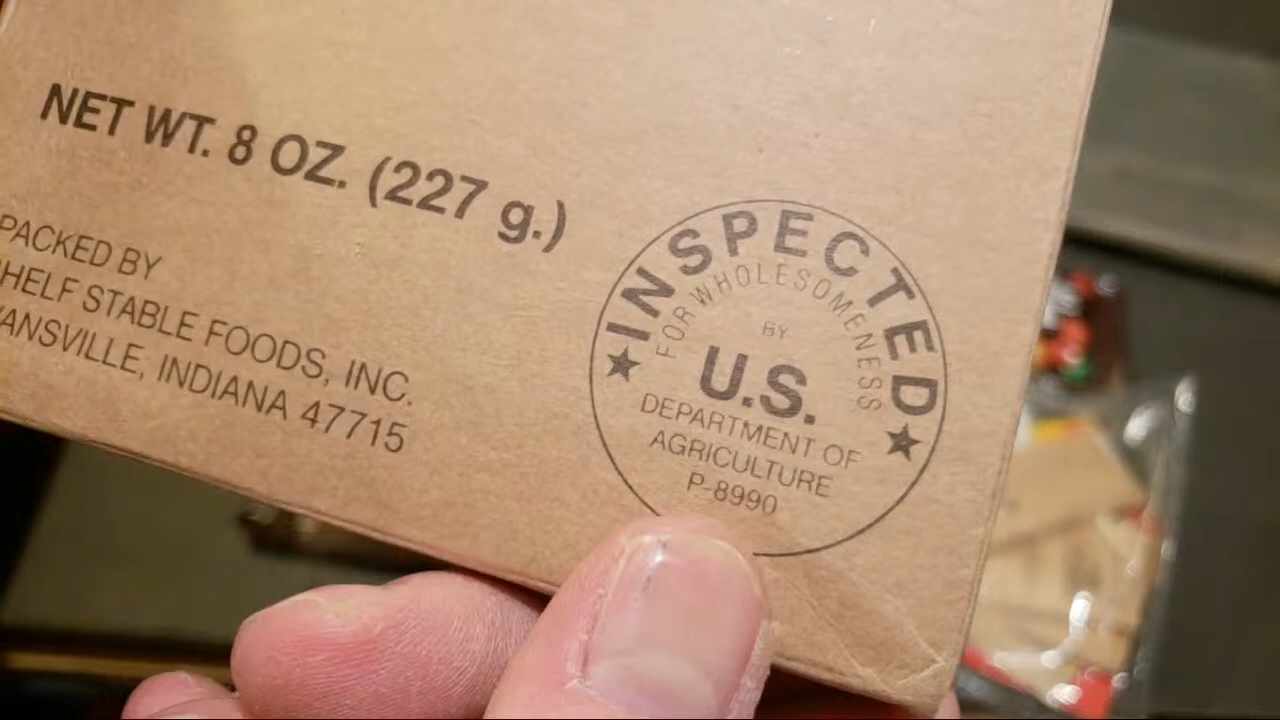 NET WT. 8 OZ. (227 g.)
PACKED BY
HELF STABLE FOODS, INC.
ANSVILLE, INDIANA 47715
★INSPECTED★
FOR WHOLESOMENESS
BY
U.S.
DEPARTMENT OF
AGRICULTURE
P-8990